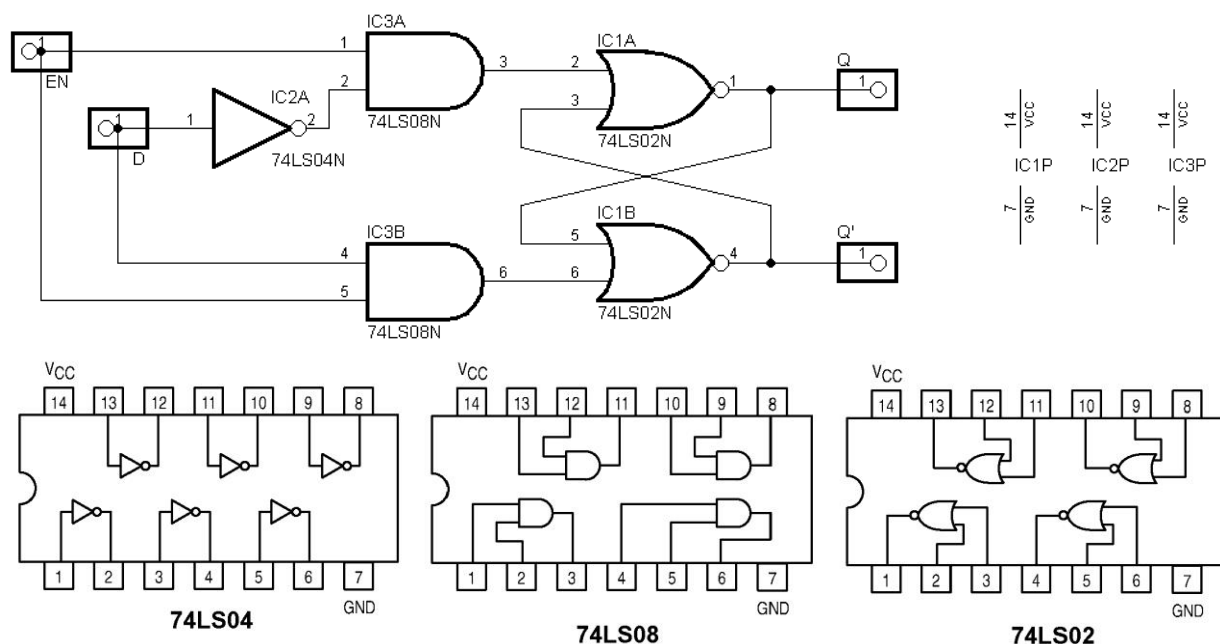 IC3A
1
EN
1
2
3
74LS08N
IC2A
1
D
1
2
74LS04N
IC1A
2
3
1
74LS02N
Q
1
IC3B
4
5
6
74LS08N
IC1B
5
6
4
74LS02N
Q'
1
14 VCC
14 VCC
14 VCC
IC1P IC2P IC3P
7 GND
7 GND
7 GND
VCC
14 13 12 11 10 9 8
1 2 3 4 5 6 7
GND
74LS04
VCC
14 13 12 11 10 9 8
1 2 3 4 5 6 7
GND
74LS08
VCC
14 13 12 11 10 9 8
1 2 3 4 5 6 7
GND
74LS02